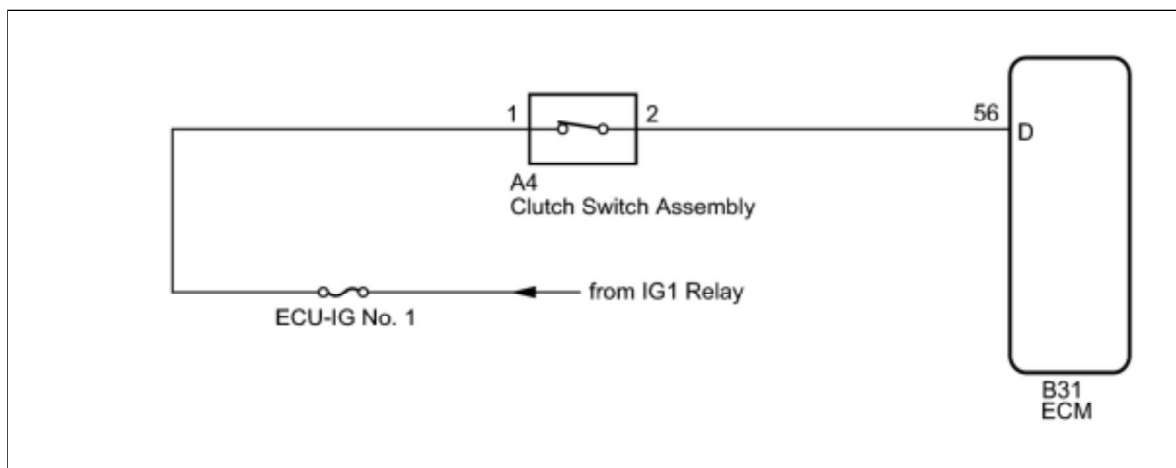 1
2
56
D
A4
Clutch Switch Assembly
from IG1 Relay
ECU-IG No. 1
B31
ECM